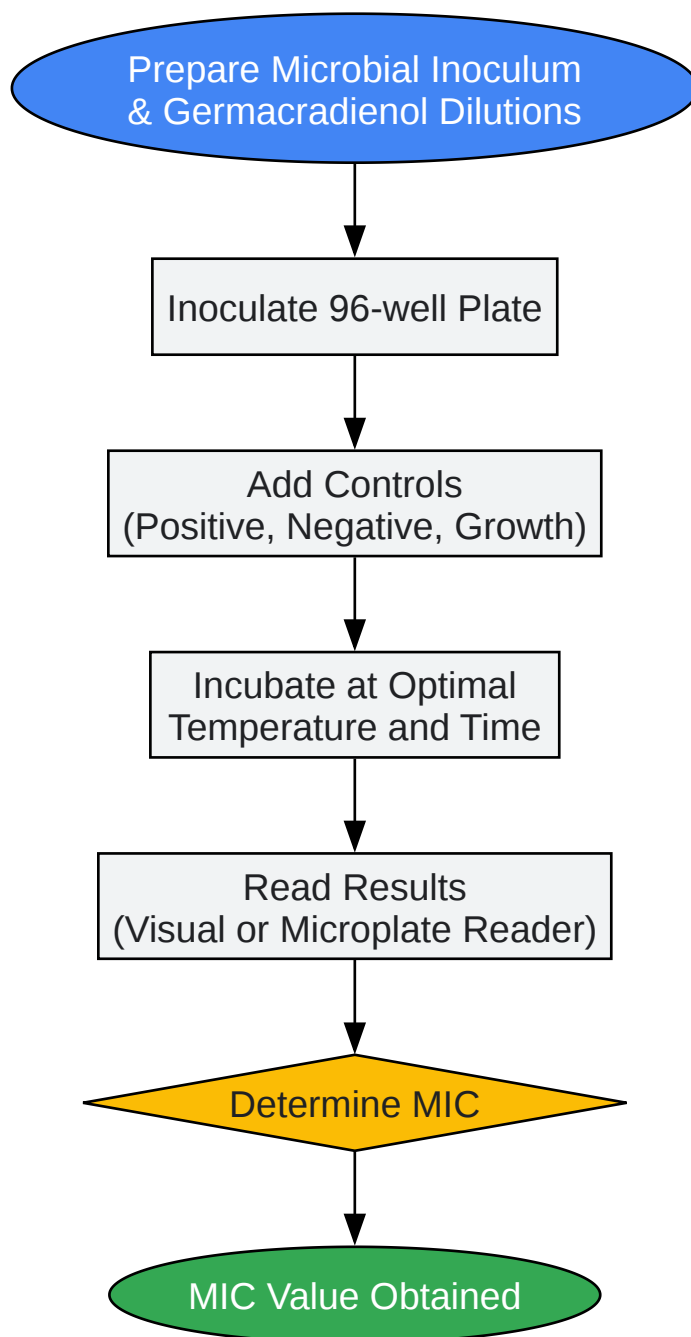 Prepare Microbial Inoculum
& Germacradienol Dilutions
Inoculate 96-well Plate
Add Controls
(Positive, Negative, Growth)
Incubate at Optimal
Temperature and Time
Read Results
(Visual or Microplate Reader)
Determine MIC
MIC Value Obtained